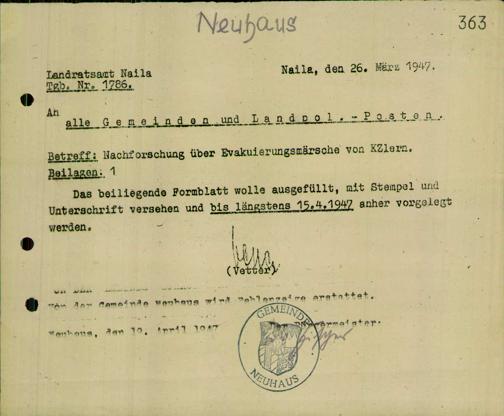 Neuhaus
363
Landratsamt Naila
Tgb. Nr. 1786.
Naila, den 26. März 1947.
An
alle Gemeinden und Landpol.-Posten.
Betreff: Nachforschung über Evakuierungsmärsche von KZlern.
Beilagen: 1
Das beiliegende Formblatt wolle ausgefüllt, mit Stempel und
Unterschrift versehen und bis längstens 15.4.1947 anher vorgelegt
werden.
(Vetter)
Von der Gemeinde Neuhaus wird Fehlanzeige erstattet.
Neuhaus, den 10. April 1947
Bürgermeister.
GEMEINDE
NEUHAUS